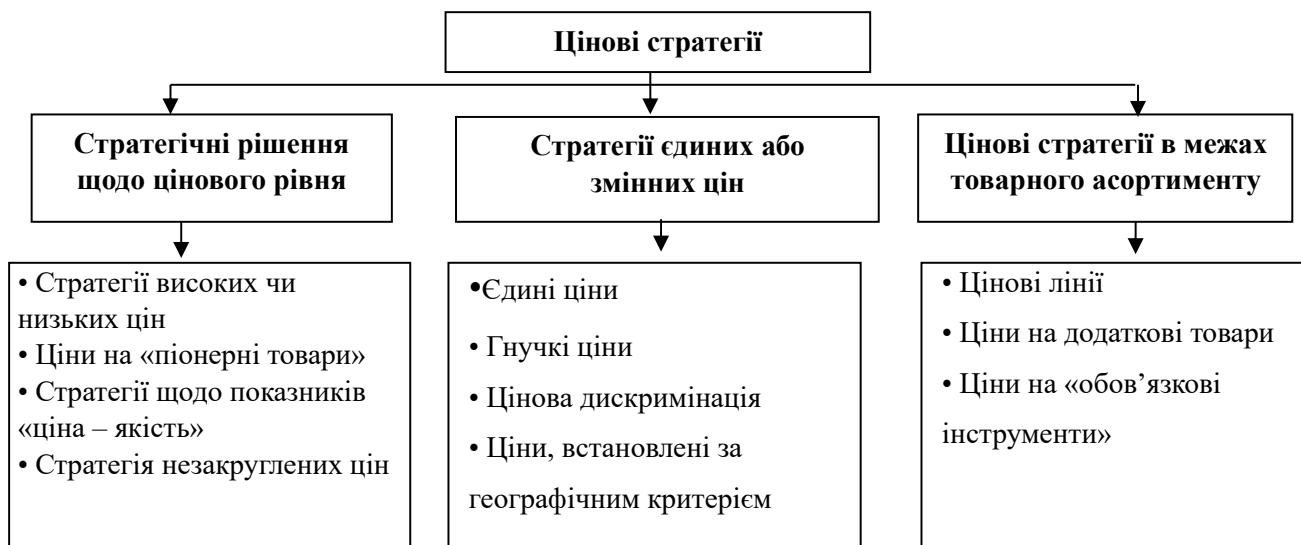 Цінові стратегії
Стратегічні рішення
щодо цінового рівня
Стратегії єдиних або
змінних цін
Цінові стратегії в межах
товарного асортименту
• Стратегії високих чи
низьких цін
• Ціни на «піонерні товари»
• Стратегії щодо показників
«ціна – якість»
• Стратегія незакруглених цін
•Єдині ціни
• Гнучкі ціни
• Цінова дискримінація
• Ціни, встановлені за
географічним критерієм
• Цінові лінії
• Ціни на додаткові товари
• Ціни на «обов’язкові
інструменти»